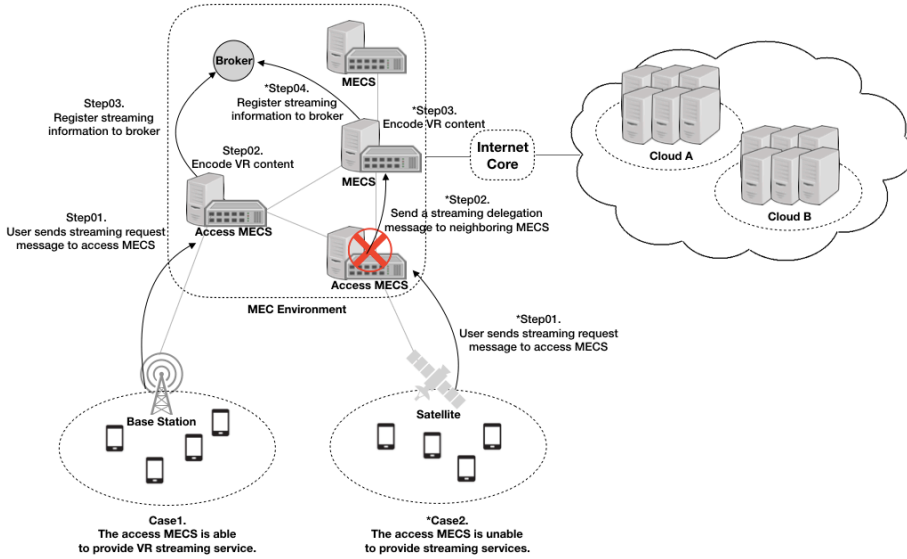 MECS
Broker
*Step04.
Register streaming
information to broker
Step03.
Register streaming
information to broker
*Step03.
Encode VR content
Step02.
Encode VR content
MECS
Internet
Core
Cloud A
Cloud B
*Step02.
Send a streaming delegation
message to neighboring MECS
Step01.
User sends streaming request
message to access MECS
Access MECS
Access MECS
MEC Environment
*Step01.
User sends streaming request
message to access MECS
Base Station
Satellite
Case1.
The access MECS is able
to provide VR streaming service.
*Case2.
The access MECS is unable
to provide streaming services.